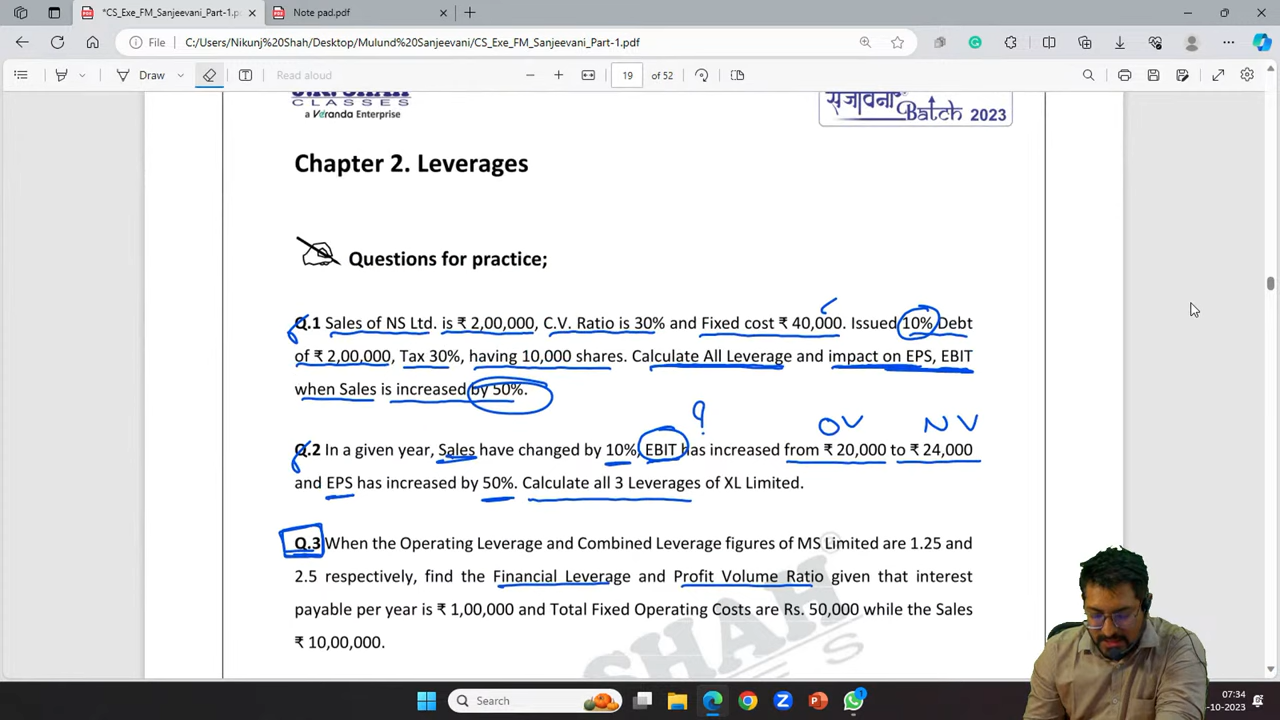 *CS_Exe_FM_Sanjeevani_Part-1.p
Note pad.pdf
File
C:/Users/Nikunj%20Shah/Desktop/Mulund%20Sanjeevani/CS_Exe_FM_Sanjeevani_Part-1.pdf
Draw
Read aloud
19 of 52
CLASSES
a Veranda Enterprise
Batch 2023
Chapter 2. Leverages
Questions for practice;
Q.1 Sales of NS Ltd. is ₹ 2,00,000, C.V. Ratio is 30% and Fixed cost ₹ 40,000. Issued 10% Debt
of ₹ 2,00,000, Tax 30%, having 10,000 shares. Calculate All Leverage and impact on EPS, EBIT
when Sales is increased by 50%.
?
OV NV
Q.2 In a given year, Sales have changed by 10%, EBIT has increased from ₹ 20,000 to ₹ 24,000
and EPS has increased by 50%. Calculate all 3 Leverages of XL Limited.
Q.3 When the Operating Leverage and Combined Leverage figures of MS Limited are 1.25 and
2.5 respectively, find the Financial Leverage and Profit Volume Ratio given that interest
payable per year is ₹ 1,00,000 and Total Fixed Operating Costs are Rs. 50,000 while the Sales
₹ 10,00,000.
SHAH
Search
1
07:34
-10-2023